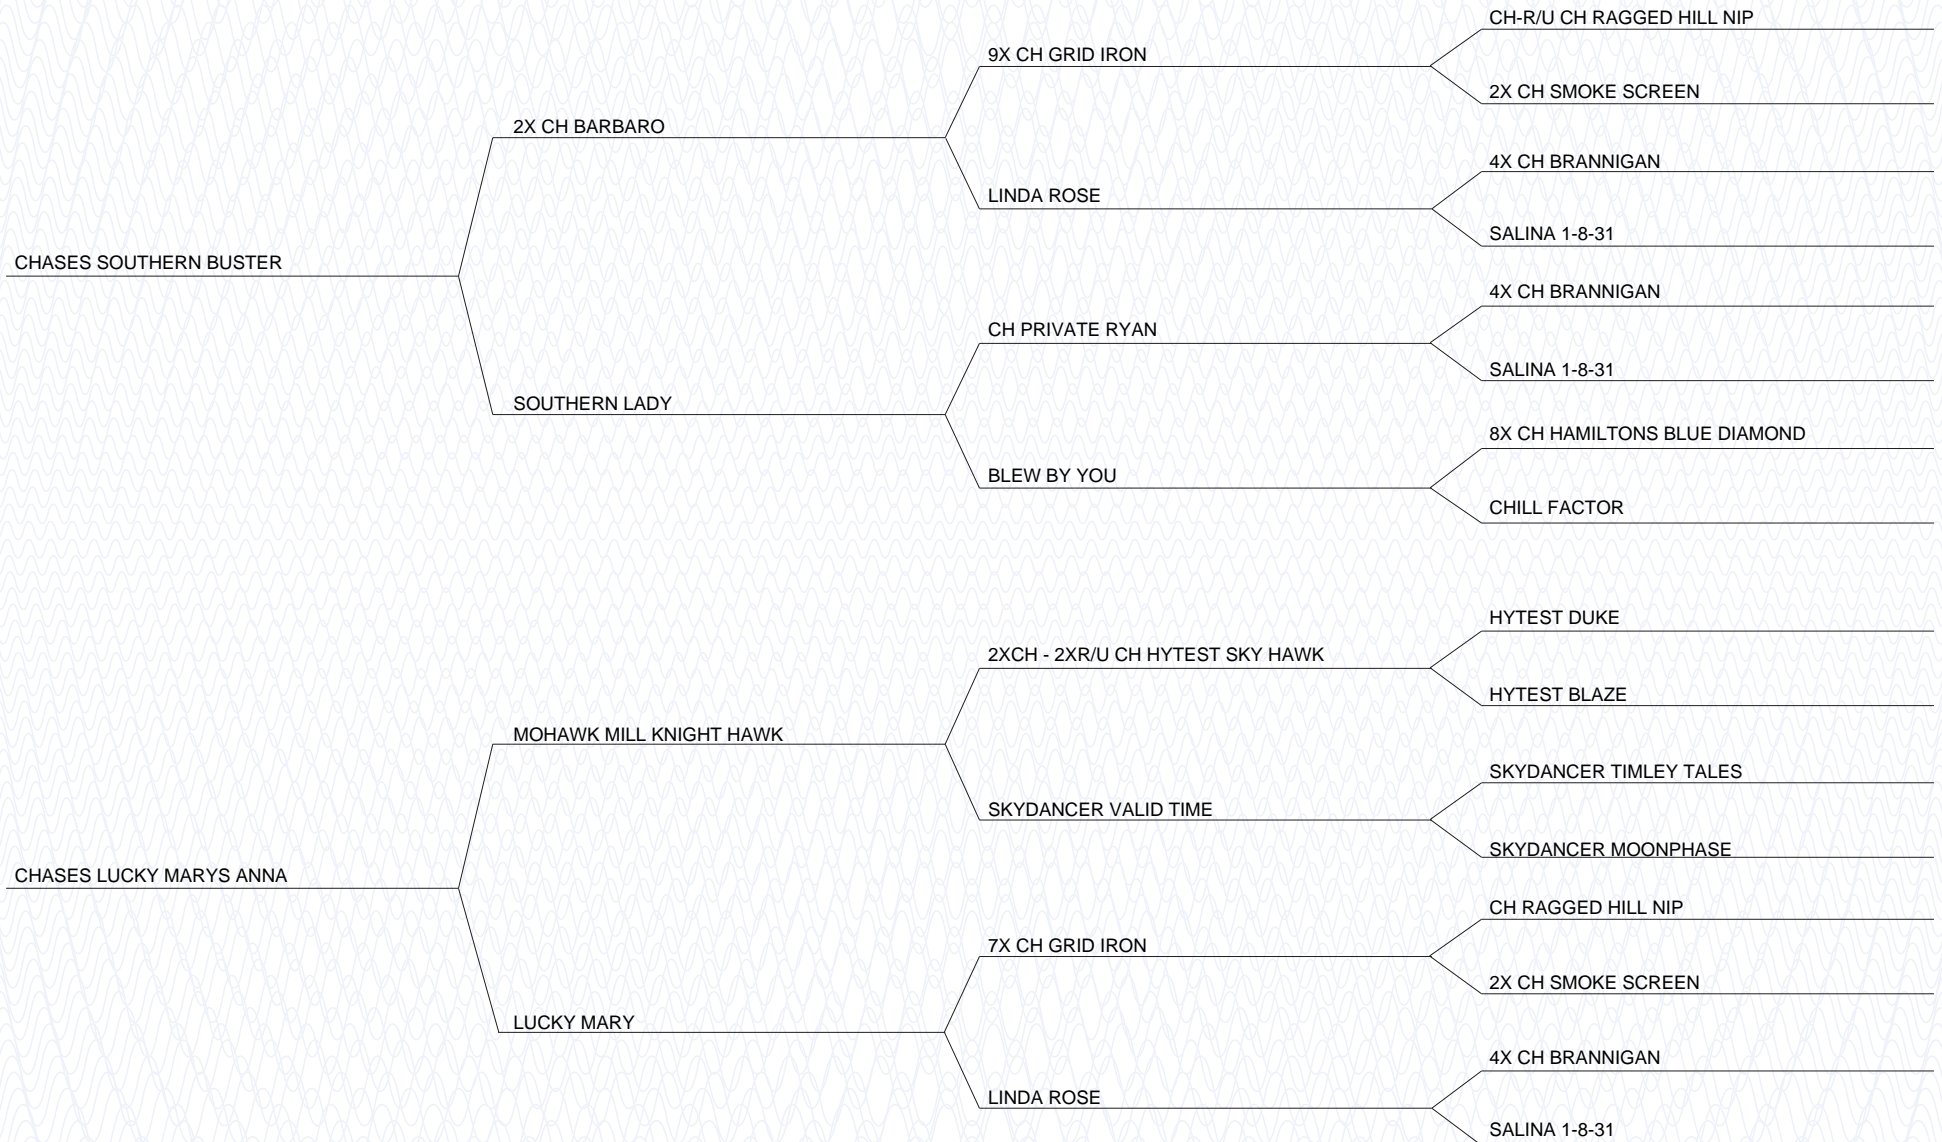 CH-R/U CH RAGGED HILL NIP
9X CH GRID IRON
2X CH SMOKE SCREEN
2X CH BARBARO
4X CH BRANNIGAN
LINDA ROSE
SALINA 1-8-31
CHASES SOUTHERN BUSTER
4X CH BRANNIGAN
CH PRIVATE RYAN
SALINA 1-8-31
SOUTHERN LADY
8X CH HAMILTONS BLUE DIAMOND
BLEW BY YOU
CHILL FACTOR
HYTEST DUKE
2XCH - 2XR/U CH HYTEST SKY HAWK
HYTEST BLAZE
MOHAWK MILL KNIGHT HAWK
SKYDANCER TIMLEY TALES
SKYDANCER VALID TIME
SKYDANCER MOONPHASE
CHASES LUCKY MARYS ANNA
CH RAGGED HILL NIP
7X CH GRID IRON
2X CH SMOKE SCREEN
LUCKY MARY
4X CH BRANNIGAN
LINDA ROSE
SALINA 1-8-31